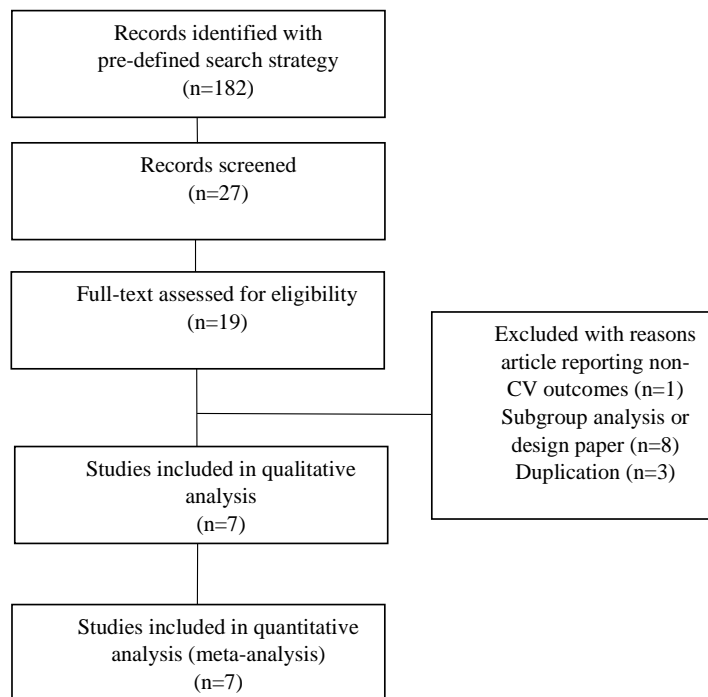 Records identified with
pre-defined search strategy
(n=182)
Records screened
(n=27)
Full-text assessed for eligibility
(n=19)
Excluded with reasons
article reporting non-
CV outcomes (n=1)
Subgroup analysis or
design paper (n=8)
Duplication (n=3)
Studies included in qualitative
analysis
(n=7)
Studies included in quantitative
analysis (meta-analysis)
(n=7)